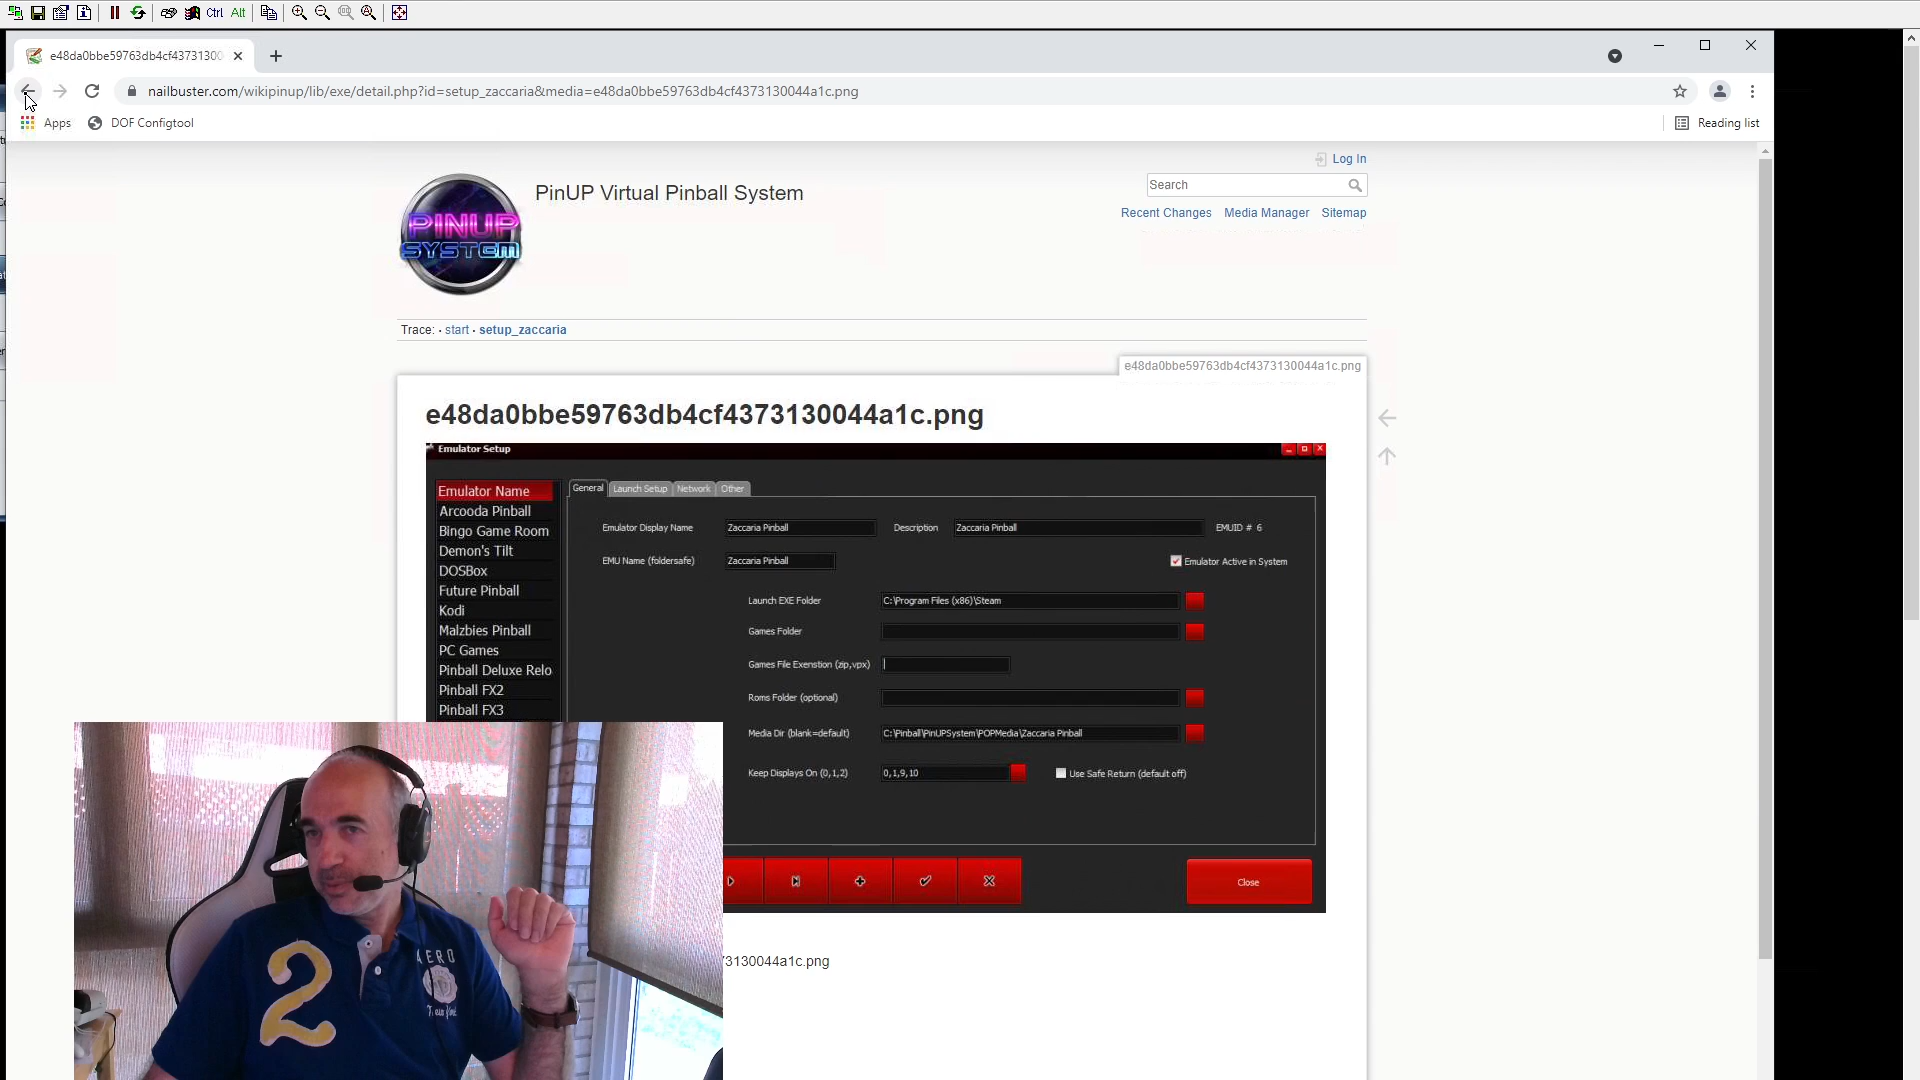 Ctrl Alt
e48da0bbe59763db4cf4373130
nailbuster.com/wikipinup/lib/exe/detail.php?id=setup_zaccaria&media=e48da0bbe59763db4cf4373130044a1c.png
Apps DOF Configtool Reading list
Log In
PINUP SYSTEM
PinUP Virtual Pinball System
Search
Recent Changes Media Manager Sitemap
Trace: • start • setup_zaccaria
e48da0bbe59763db4cf4373130044a1c.png
e48da0bbe59763db4cf4373130044a1c.png
Emulator Setup
Emulator Name
Arcooda Pinball
Bingo Game Room
Demon's Tilt
DOSBox
Future Pinball
Kodi
Malzbies Pinball
PC Games
Pinball Deluxe Relo
Pinball FX2
Pinball FX3
General Launch Setup Network Other
Emulator Display Name Zaccaria Pinball Description Zaccaria Pinball EMUID # 6
EMU Name (foldersafe) Zaccaria Pinball Emulator Active in System
Launch EXE Folder C:\Program Files (x86)\Steam
Games Folder
Games File Exenstion (zip,vpx)
Roms Folder (optional)
Media Dir (blank=default) C:\Pinball\PinUPSystem\POPMedia\Zaccaria Pinball
Keep Displays On (0,1,2) 0,1,9,10 Use Safe Return (default off)
Close
3130044a1c.png
2
AERO